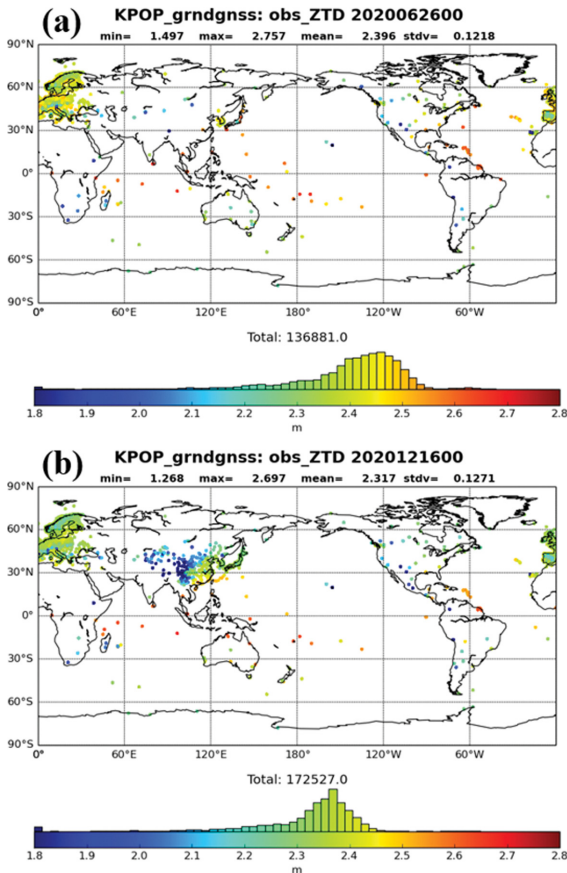 (a)
KPOP_grndgnss: obs_ZTD 2020062600
min= 1.497 max= 2.757 mean= 2.396 stdv= 0.1218
90°N
60°N
30°N
0°
30°S
60°S
90°S
0° 60°E 120°E 120°W 60°W
Total: 136881.0
1.8 1.9 2.0 2.1 2.2 2.3 2.4 2.5 2.6 2.7 2.8
m
(b)
KPOP_grndgnss: obs_ZTD 2020121600
min= 1.268 max= 2.697 mean= 2.317 stdv= 0.1271
90°N
60°N
30°N
0°
30°S
60°S
90°S
0° 60°E 120°E 120°W 60°W
Total: 172527.0
1.8 1.9 2.0 2.1 2.2 2.3 2.4 2.5 2.6 2.7 2.8
m